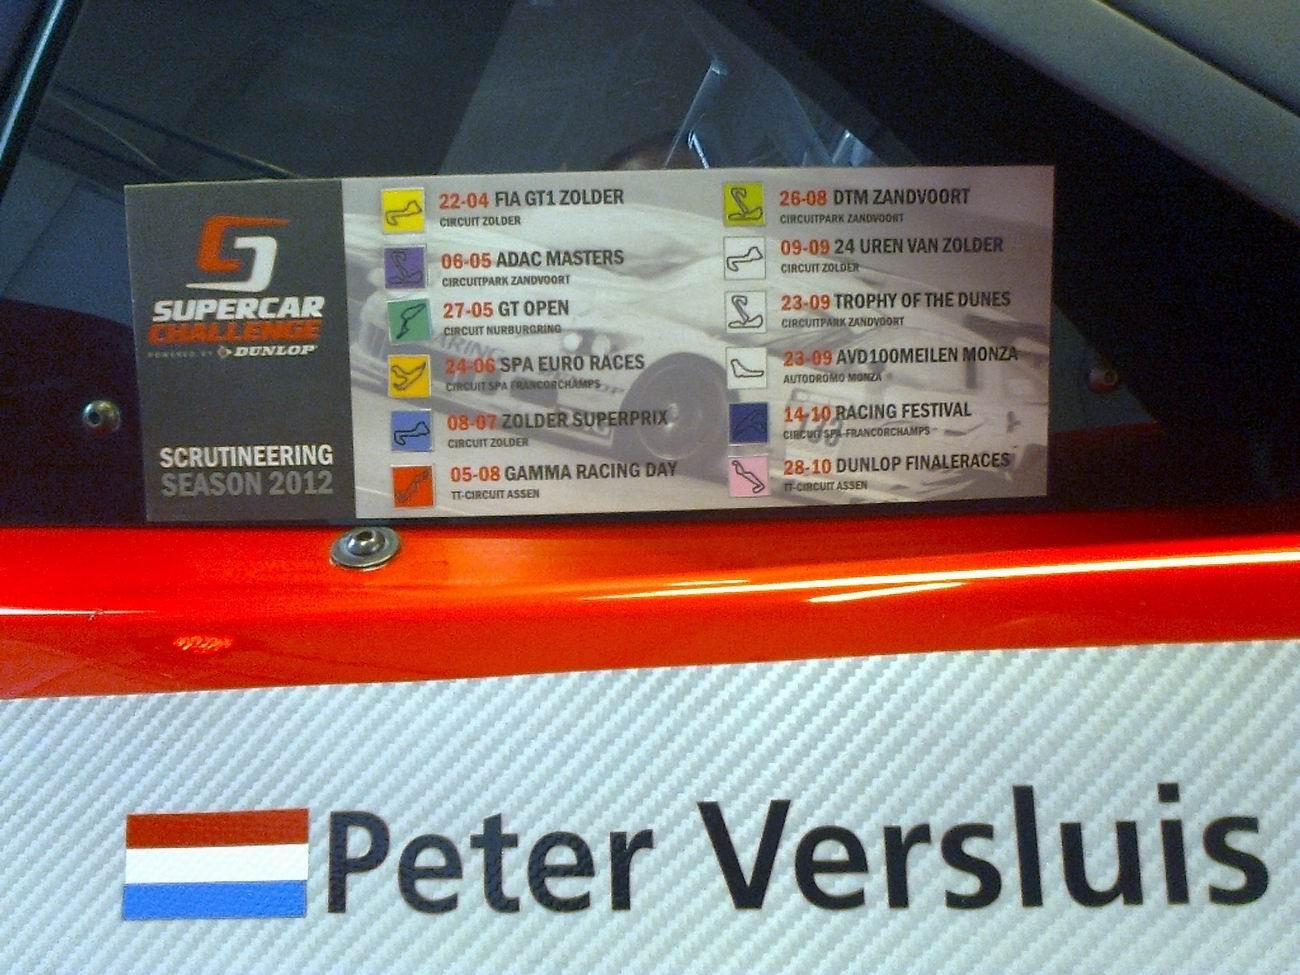 SUPERCAR
CHALLENGE
POWERED BY DUNLOP
SCRUTINEERING
SEASON 2012
22-04 FIA GT1 ZOLDER
CIRCUIT ZOLDER
06-05 ADAC MASTERS
CIRCUITPARK ZANDVOORT
27-05 GT OPEN
CIRCUIT NURBURGRING
24-06 SPA EURO RACES
CIRCUIT SPA FRANCORCHAMPS
08-07 ZOLDER SUPERPRIX
CIRCUIT ZOLDER
05-08 GAMMA RACING DAY
TT-CIRCUIT ASSEN
26-08 DTM ZANDVOORT
CIRCUITPARK ZANDVOORT
09-09 24 UREN VAN ZOLDER
CIRCUIT ZOLDER
23-09 TROPHY OF THE DUNES
CIRCUITPARK ZANDVOORT
23-09 AVD100MEILEN MONZA
AUTODROMO MONZA
14-10 RACING FESTIVAL
CIRCUIT SPA-FRANCORCHAMPS
28-10 DUNLOP FINALERACES
TT-CIRCUIT ASSEN
Peter Versluis